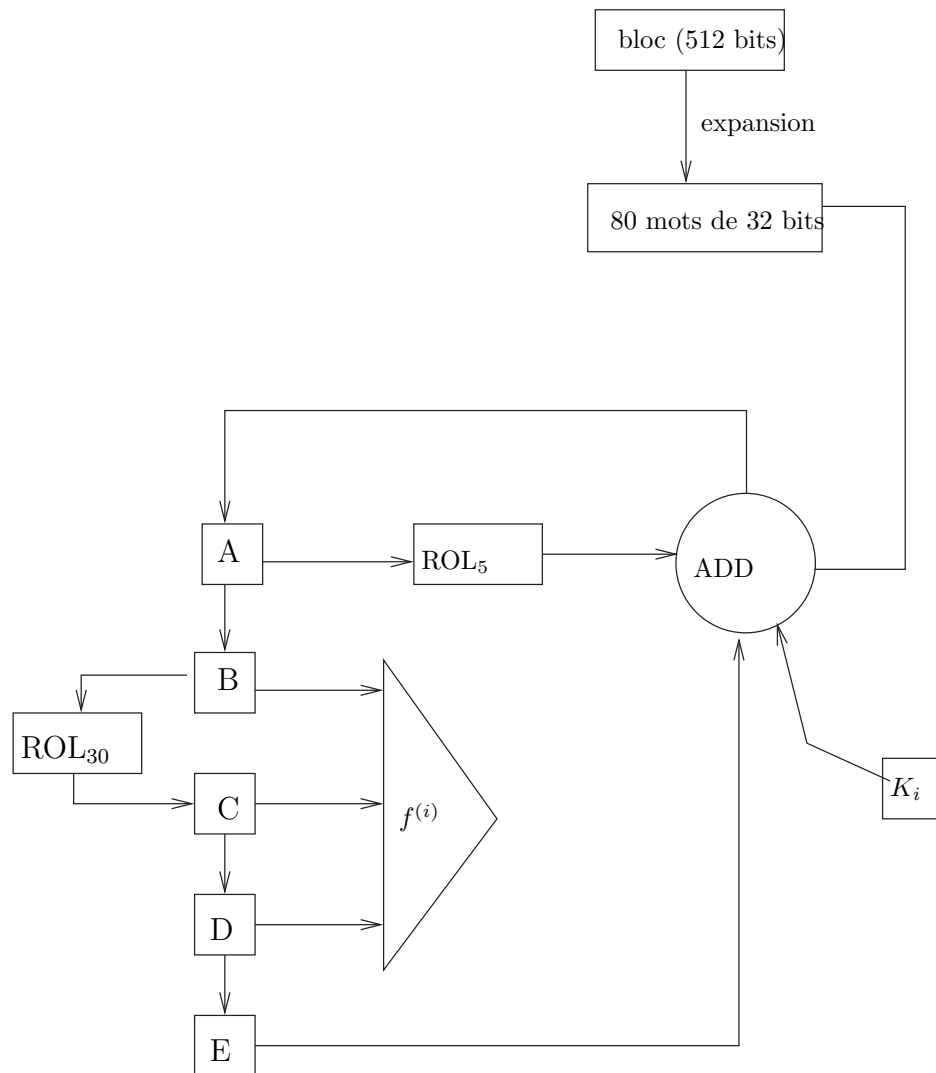 bloc (512 bits)
expansion
80 mots de 32 bits
A
ROL₅
ADD
B
ROL₃₀
C
f⁽ⁱ⁾
Kᵢ
D
E